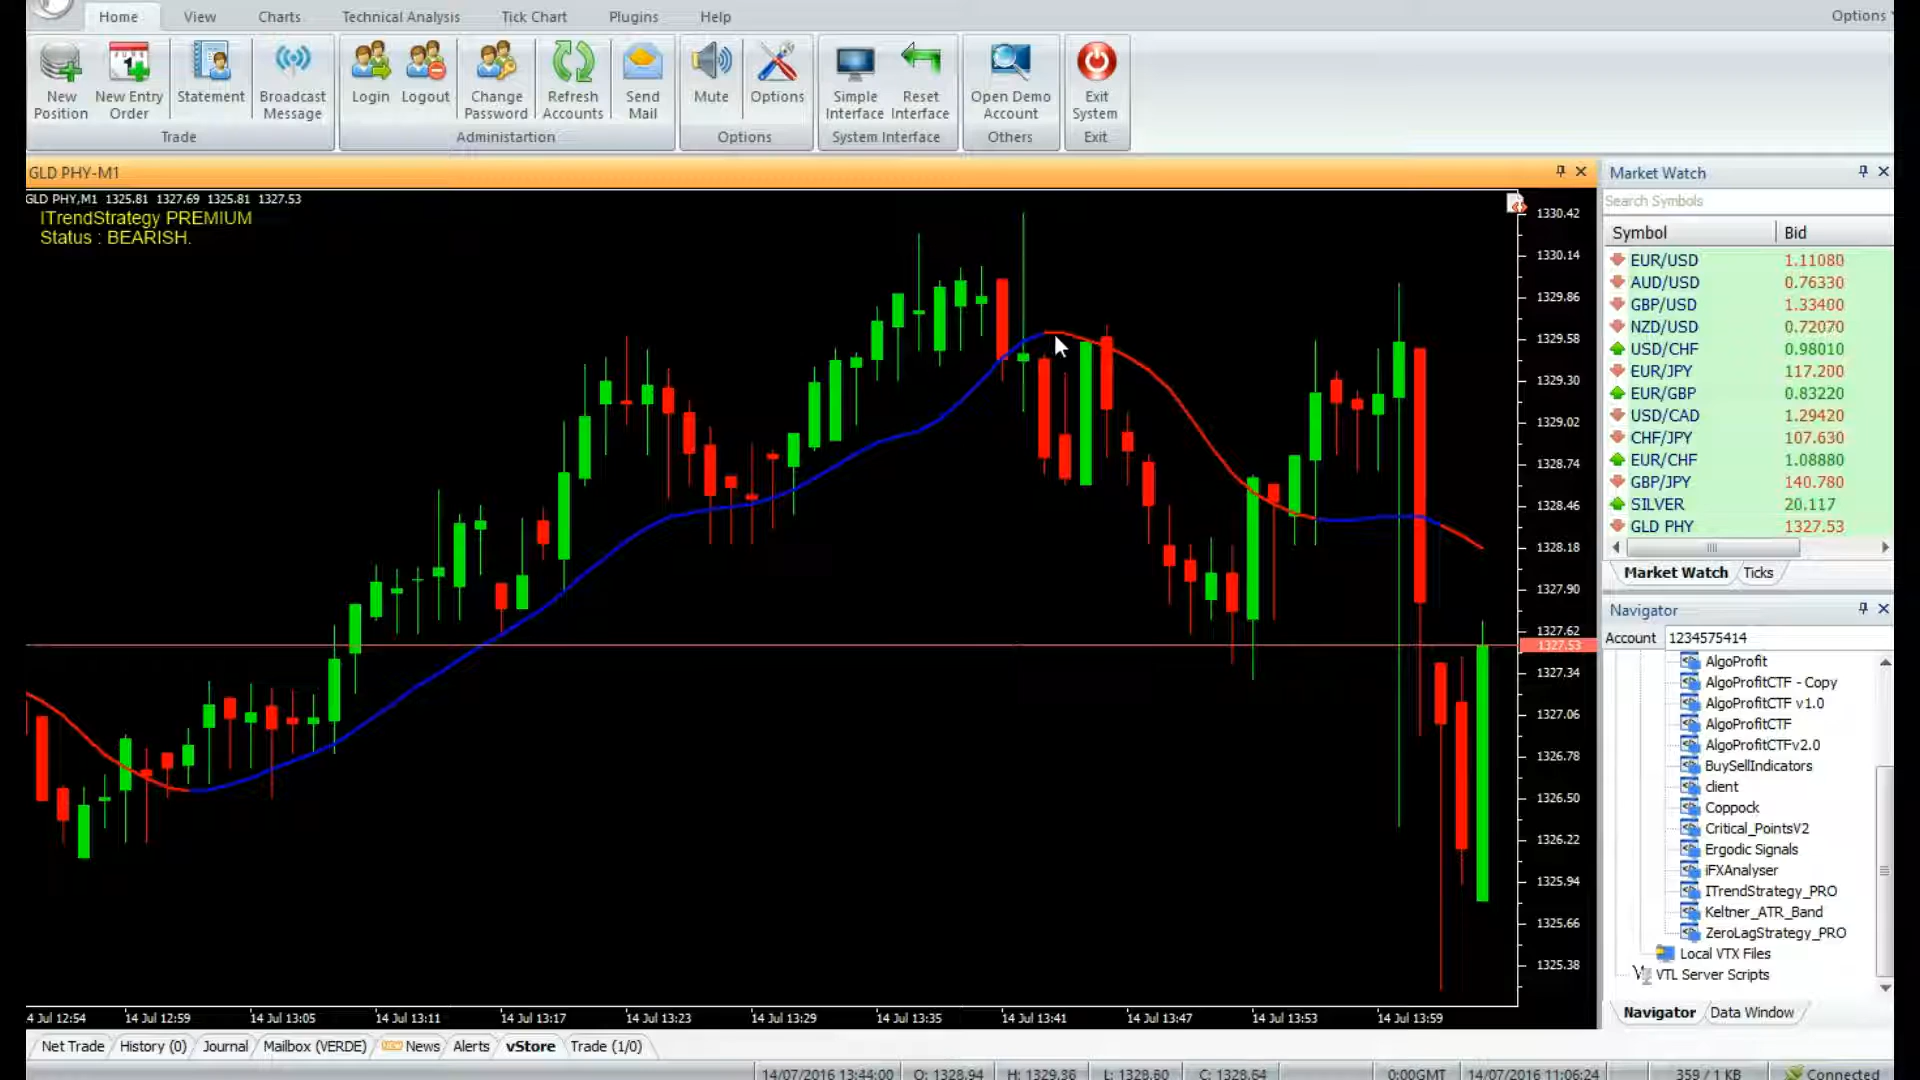 Home View Charts Technical Analysis Tick Chart Plugins Help Options
New Position
New Entry Order
Statement
Broadcast Message
Trade
Login
Logout
Change Password
Refresh Accounts
Send Mail
Administartion
Mute
Options
Options
Simple Interface
Reset Interface
System Interface
Open Demo Account
Others
Exit System
Exit
GLD PHY-M1
GLD PHY,M1 1325.81 1327.69 1325.81 1327.53
ITrendStrategy PREMIUM
Status : BEARISH.
1330.42
1330.14
1329.86
1329.58
1329.30
1329.02
1328.74
1328.46
1328.18
1327.90
1327.62
1327.53
1327.34
1327.06
1326.78
1326.50
1326.22
1325.94
1325.66
1325.38
4 Jul 12:54 14 Jul 12:59 14 Jul 13:05 14 Jul 13:11 14 Jul 13:17 14 Jul 13:23 14 Jul 13:29 14 Jul 13:35 14 Jul 13:41 14 Jul 13:47 14 Jul 13:53 14 Jul 13:59
Market Watch
Search Symbols
Symbol Bid
EUR/USD 1.11080
AUD/USD 0.76330
GBP/USD 1.33400
NZD/USD 0.72070
USD/CHF 0.98010
EUR/JPY 117.200
EUR/GBP 0.83220
USD/CAD 1.29420
CHF/JPY 107.630
EUR/CHF 1.08880
GBP/JPY 140.780
SILVER 20.117
GLD PHY 1327.53
Market Watch Ticks
Navigator
Account 1234575414
AlgoProfit
AlgoProfitCTF - Copy
AlgoProfitCTF v1.0
AlgoProfitCTF
AlgoProfitCTFv2.0
BuySellIndicators
client
Coppock
Critical_PointsV2
Ergodic Signals
iFXAnalyser
ITrendStrategy_PRO
Keltner_ATR_Band
ZeroLagStrategy_PRO
Local VTX Files
VTL Server Scripts
Navigator Data Window
Net Trade History (0) Journal Mailbox (VERDE) News Alerts vStore Trade (1/0)
14/07/2016 13:44:00 O: 1328.94 H: 1329.36 L: 1328.60 C: 1328.64 0:00GMT 14/07/2016 11:06:24 359 / 1 KB Connected